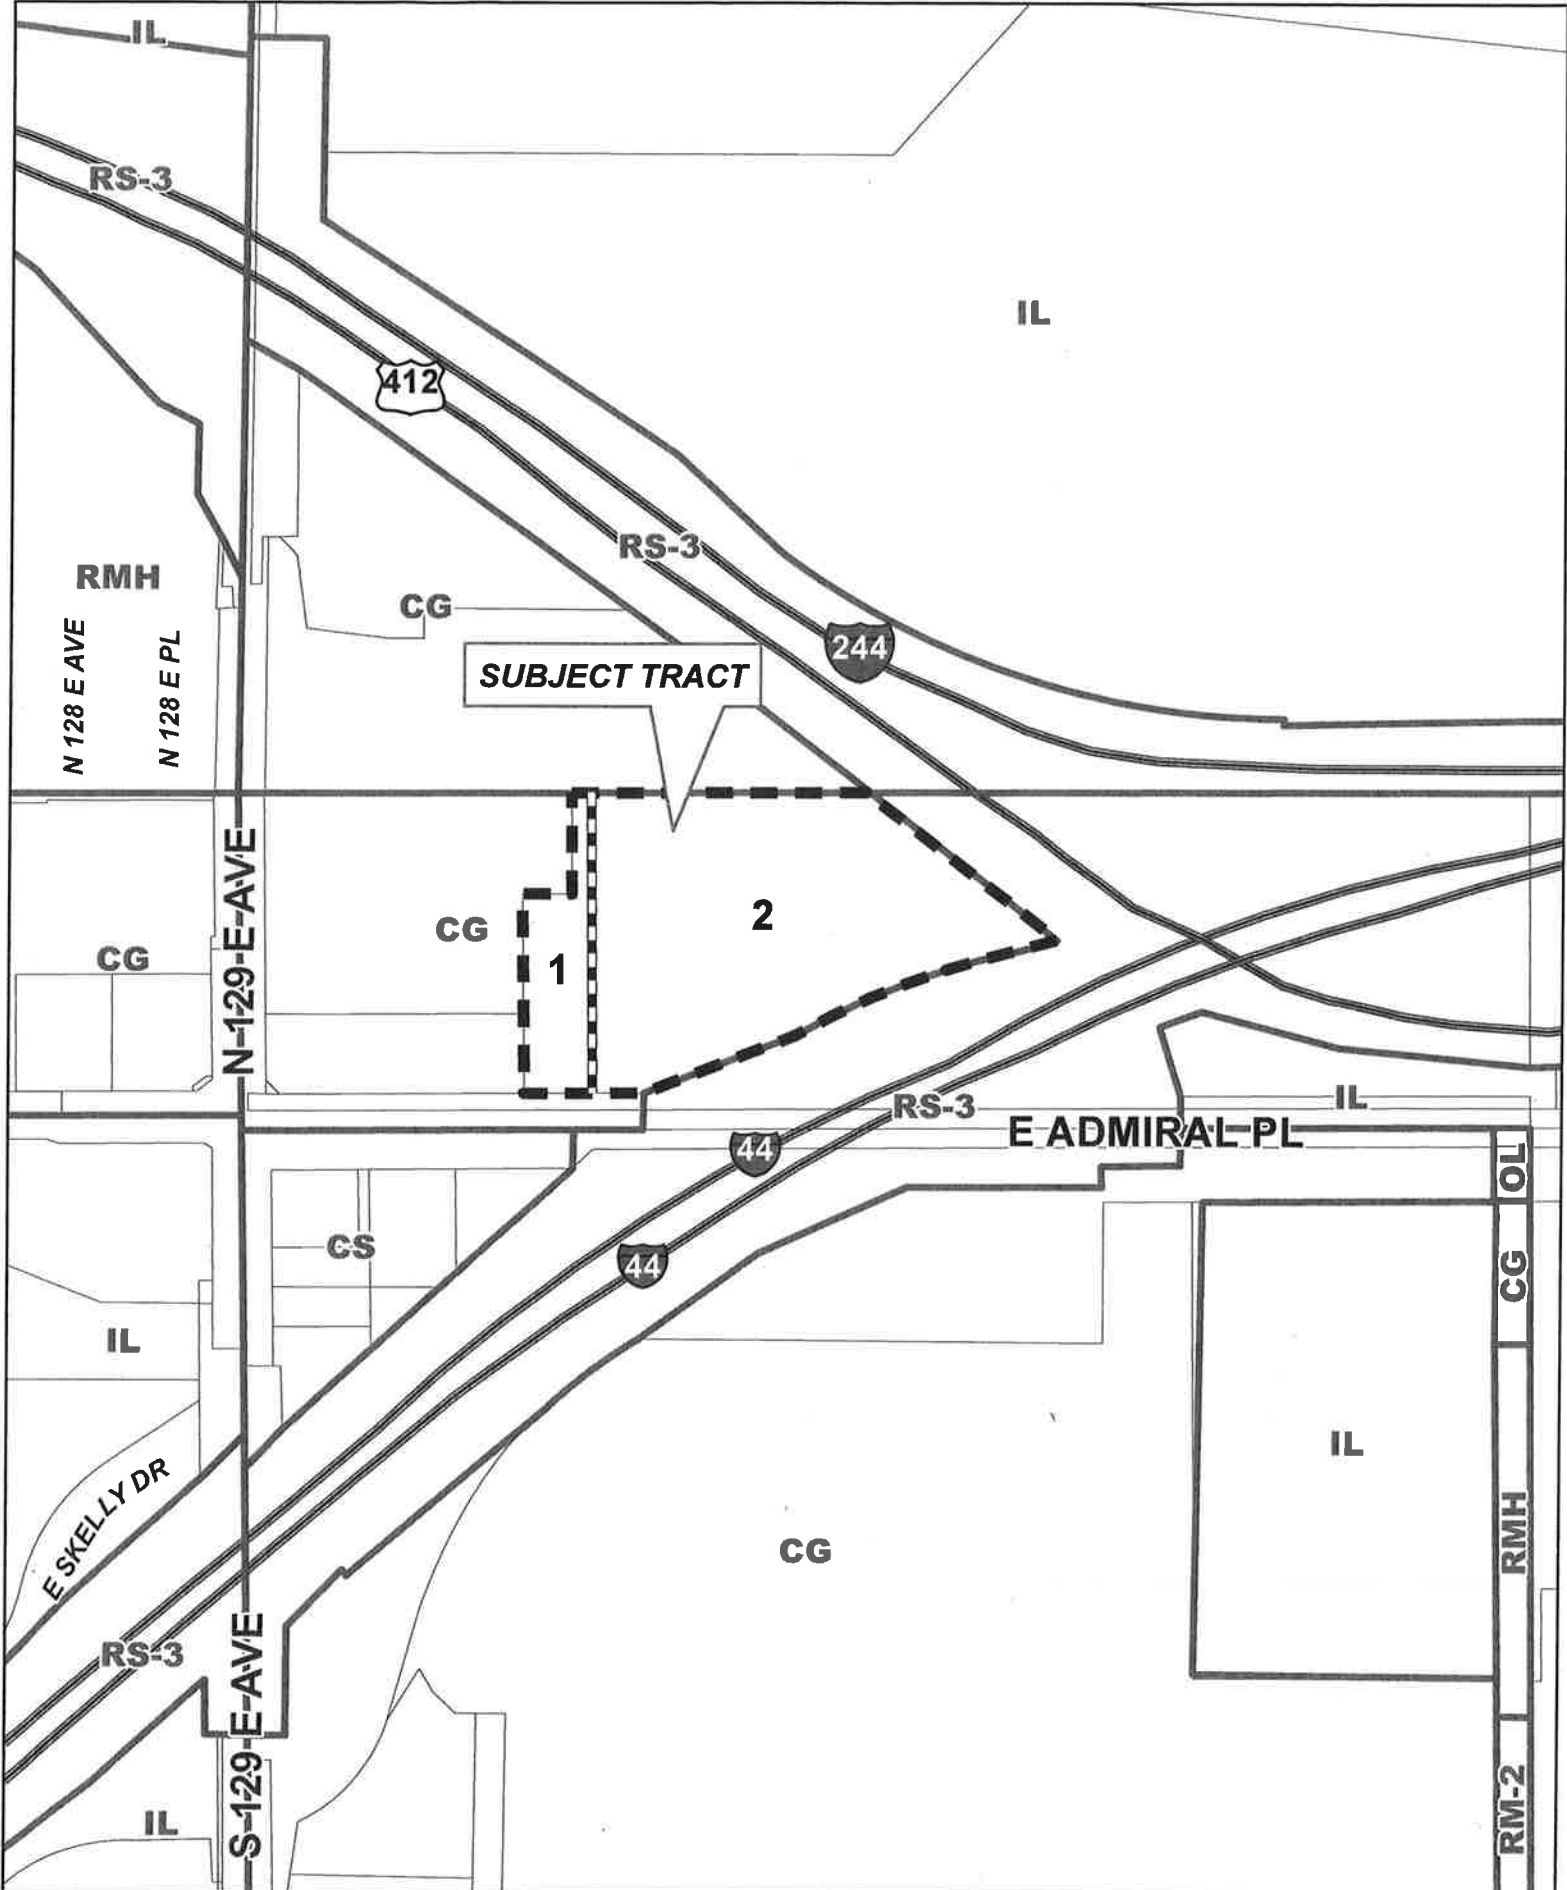 IL
RS-3
IL
412
RS-3
RMH
CG
N 128 E AVE
N 128 E PL
244
SUBJECT TRACT
N 129 E AVE
2
CG
CG
1
RS-3
IL
E ADMIRAL PL
44
OL
CS
44
CG
IL
IL
E SKELLY DR
RMH
CG
RS-3
S 129 E AVE
IL
RM-2